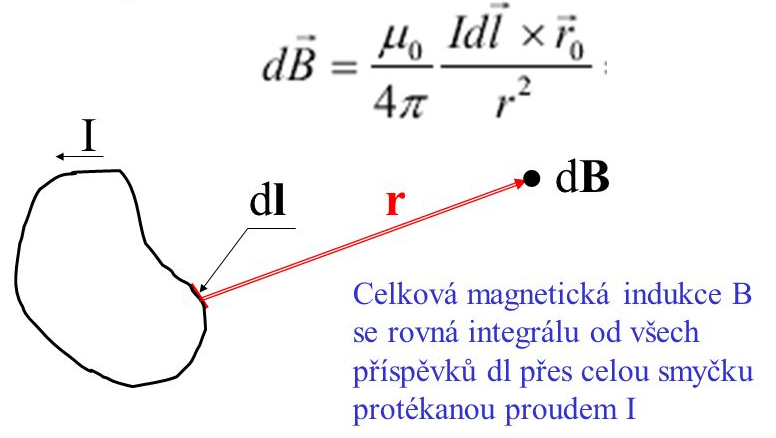 dB⃗ = μ₀/4π Idl⃗ × r⃗₀/r²
I
dl
r
dB
Celková magnetická indukce B
se rovná integrálu od všech
příspěvků dl přes celou smyčku
protékanou proudem I